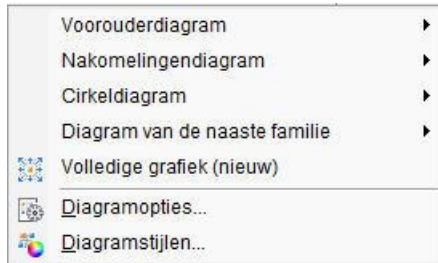 Voorouderdiagram
Nakomelingendiagram
Cirkeldiagram
Diagram van de naaste familie
Volledige grafiek (nieuw)
Diagramopties...
Diagramstijlen...